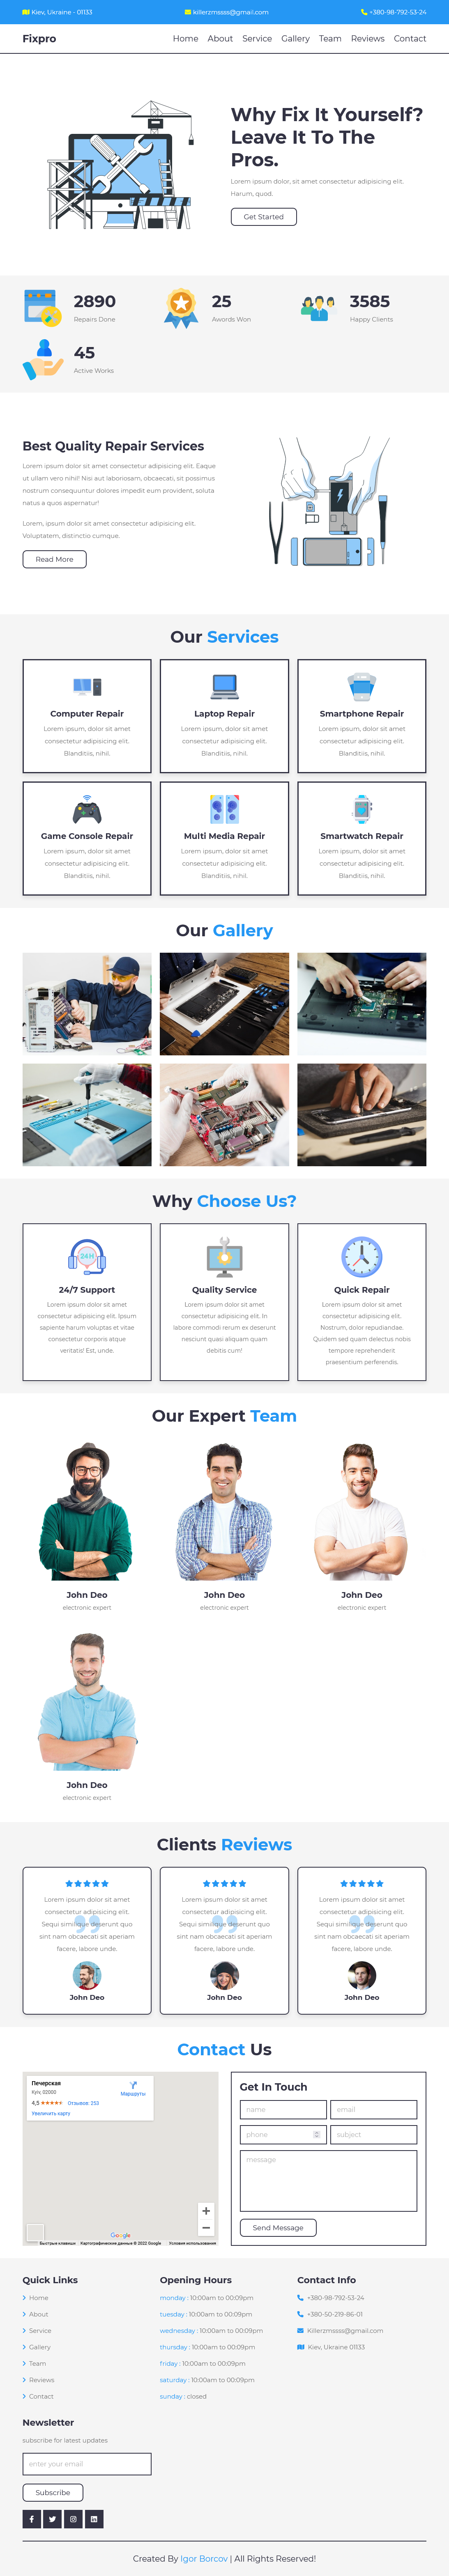 Kiev, Ukraine - 01133
killerzmssss@gmail.com
+380-98-792-53-24
Fixpro
Home About Service Gallery Team Reviews Contact
Why Fix It Yourself?
Leave It To The
Pros.
Lorem ipsum dolor, sit amet consectetur adipisicing elit.
Harum, quod.
Get Started
2890
Repairs Done
25
Awords Won
3585
Happy Clients
45
Active Works
Best Quality Repair Services
Lorem ipsum dolor sit amet consectetur adipisicing elit. Eaque
ut ullam vero nihil! Nisi aut laboriosam, obcaecati, sit possimus
nostrum consequuntur dolores impedit eum provident, soluta
natus a quos aspernatur!
Lorem, ipsum dolor sit amet consectetur adipisicing elit.
Voluptatem, distinctio cumque.
Read More
Our Services
Computer Repair
Lorem ipsum, dolor sit amet
consectetur adipisicing elit.
Blanditiis, nihil.
Laptop Repair
Lorem ipsum, dolor sit amet
consectetur adipisicing elit.
Blanditiis, nihil.
Smartphone Repair
Lorem ipsum, dolor sit amet
consectetur adipisicing elit.
Blanditiis, nihil.
Game Console Repair
Lorem ipsum, dolor sit amet
consectetur adipisicing elit.
Blanditiis, nihil.
Multi Media Repair
Lorem ipsum, dolor sit amet
consectetur adipisicing elit.
Blanditiis, nihil.
Smartwatch Repair
Lorem ipsum, dolor sit amet
consectetur adipisicing elit.
Blanditiis, nihil.
Our Gallery
Why Choose Us?
24H
24/7 Support
Lorem ipsum dolor sit amet
consectetur adipisicing elit. Ipsum
sapiente harum voluptas et vitae
consectetur corporis atque
veritatis! Est, unde.
Quality Service
Lorem ipsum dolor sit amet
consectetur adipisicing elit. In
labore commodi rerum ex deserunt
nesciunt quasi aliquam quam
debitis cum!
Quick Repair
Lorem ipsum dolor sit amet
consectetur adipisicing elit.
Nostrum, dolor repudiandae.
Quidem sed quam delectus nobis
tempore reprehenderit
praesentium perferendis.
Our Expert Team
John Deo
electronic expert
John Deo
electronic expert
John Deo
electronic expert
John Deo
electronic expert
Clients Reviews
Lorem ipsum dolor sit amet
consectetur adipisicing elit.
Sequi similique deserunt quo
sint nam obcaecati sit aperiam
facere, labore unde.
John Deo
Lorem ipsum dolor sit amet
consectetur adipisicing elit.
Sequi similique deserunt quo
sint nam obcaecati sit aperiam
facere, labore unde.
John Deo
Lorem ipsum dolor sit amet
consectetur adipisicing elit.
Sequi similique deserunt quo
sint nam obcaecati sit aperiam
facere, labore unde.
John Deo
Contact Us
Печерская
Kyiv, 02000
Маршруты
4,5 Отзывов: 253
Увеличить карту
Google
Быстрые клавиши Картографические данные © 2022 Google Условия использования
Get In Touch
name
email
phone
subject
message
Send Message
Quick Links
Home
About
Service
Gallery
Team
Reviews
Contact
Opening Hours
monday : 10:00am to 00:09pm
tuesday : 10:00am to 00:09pm
wednesday : 10:00am to 00:09pm
thursday : 10:00am to 00:09pm
friday : 10:00am to 00:09pm
saturday : 10:00am to 00:09pm
sunday : closed
Contact Info
+380-98-792-53-24
+380-50-219-86-01
Killerzmssss@gmail.com
Kiev, Ukraine 01133
Newsletter
subscribe for latest updates
enter your email
Subscribe
Created By Igor Borcov | All Rights Reserved!